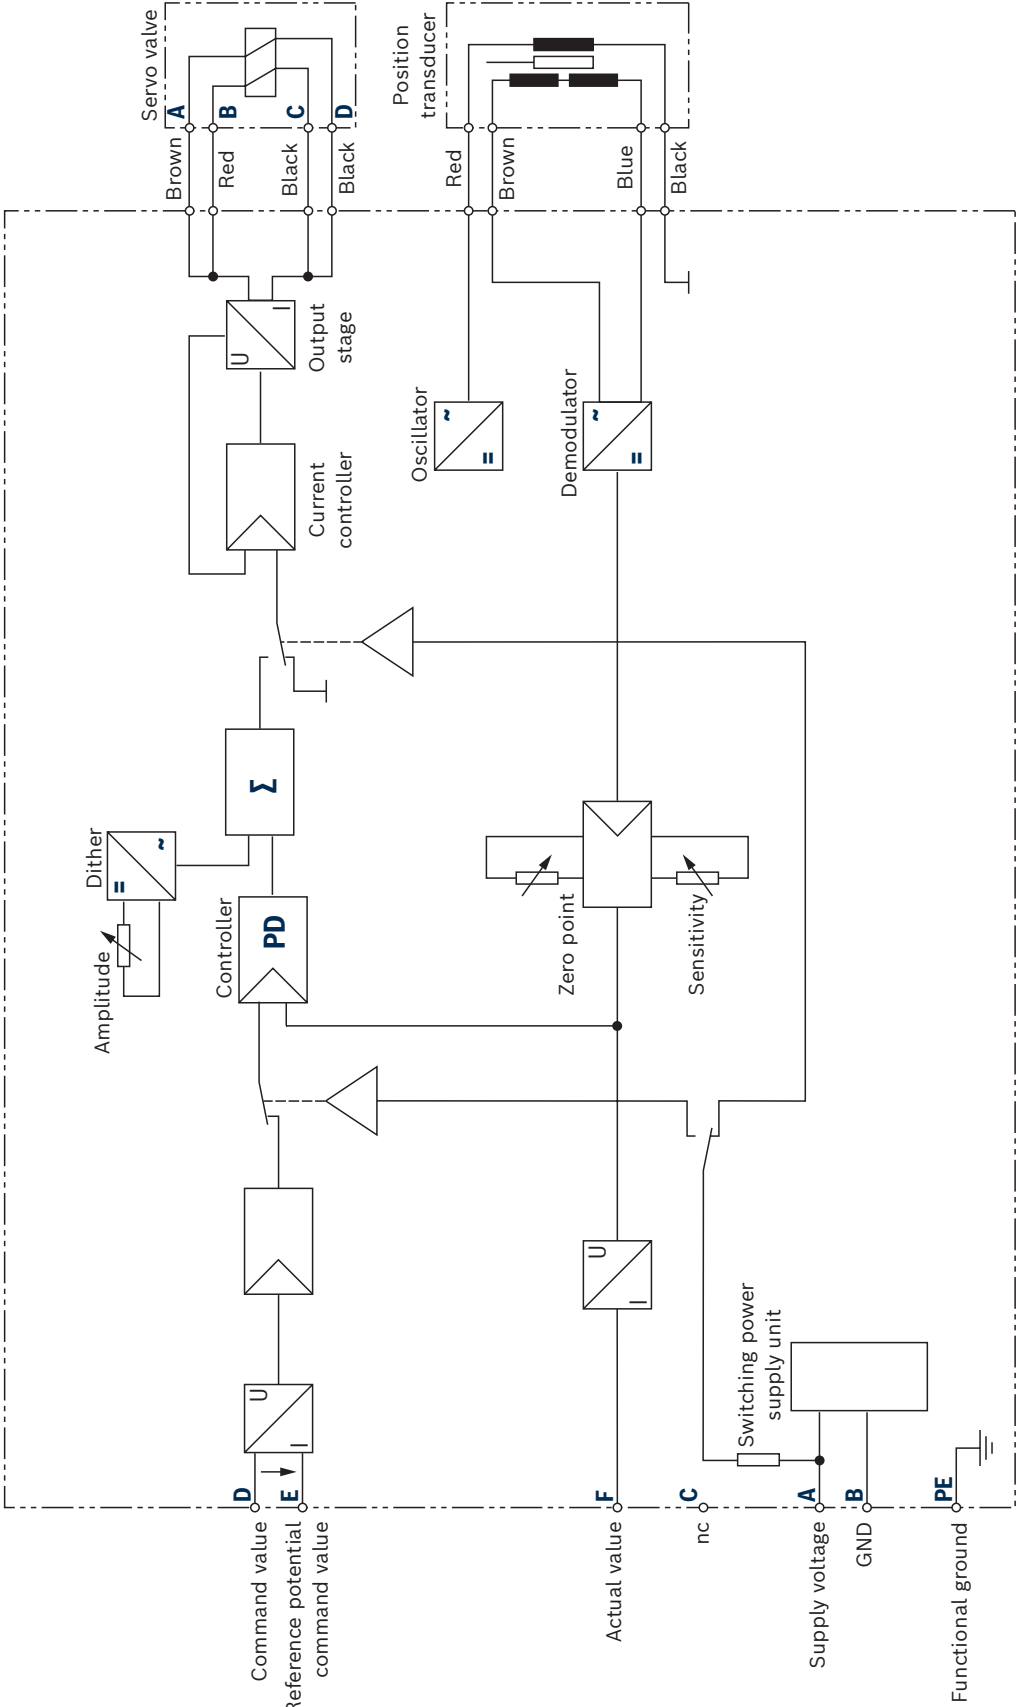 Servo valve
A
B
C
D
Brown
Red
Black
Black
Position
transducer
Red
Brown
Blue
Black
U
I
Output
stage
Oscillator
~
=
Demodulator
~
=
Current
controller
Σ
Dither
=
~
Amplitude
Controller
PD
Zero point
Sensitivity
U
I
U
I
Switching power
supply unit
D
E
F
C
A
B
PE
Command value
Reference potential
command value
Actual value
nc
Supply voltage
GND
Functional ground